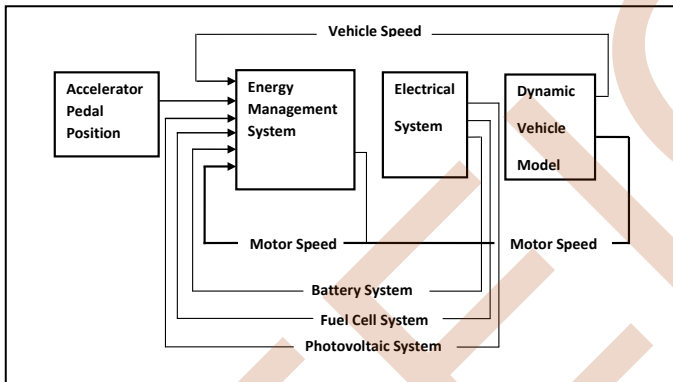 Vehicle Speed
Accelerator
Pedal
Position
Energy
Management
System
Electrical
System
Dynamic
Vehicle
Model
Motor Speed
Motor Speed
Battery System
Fuel Cell System
Photovoltaic System